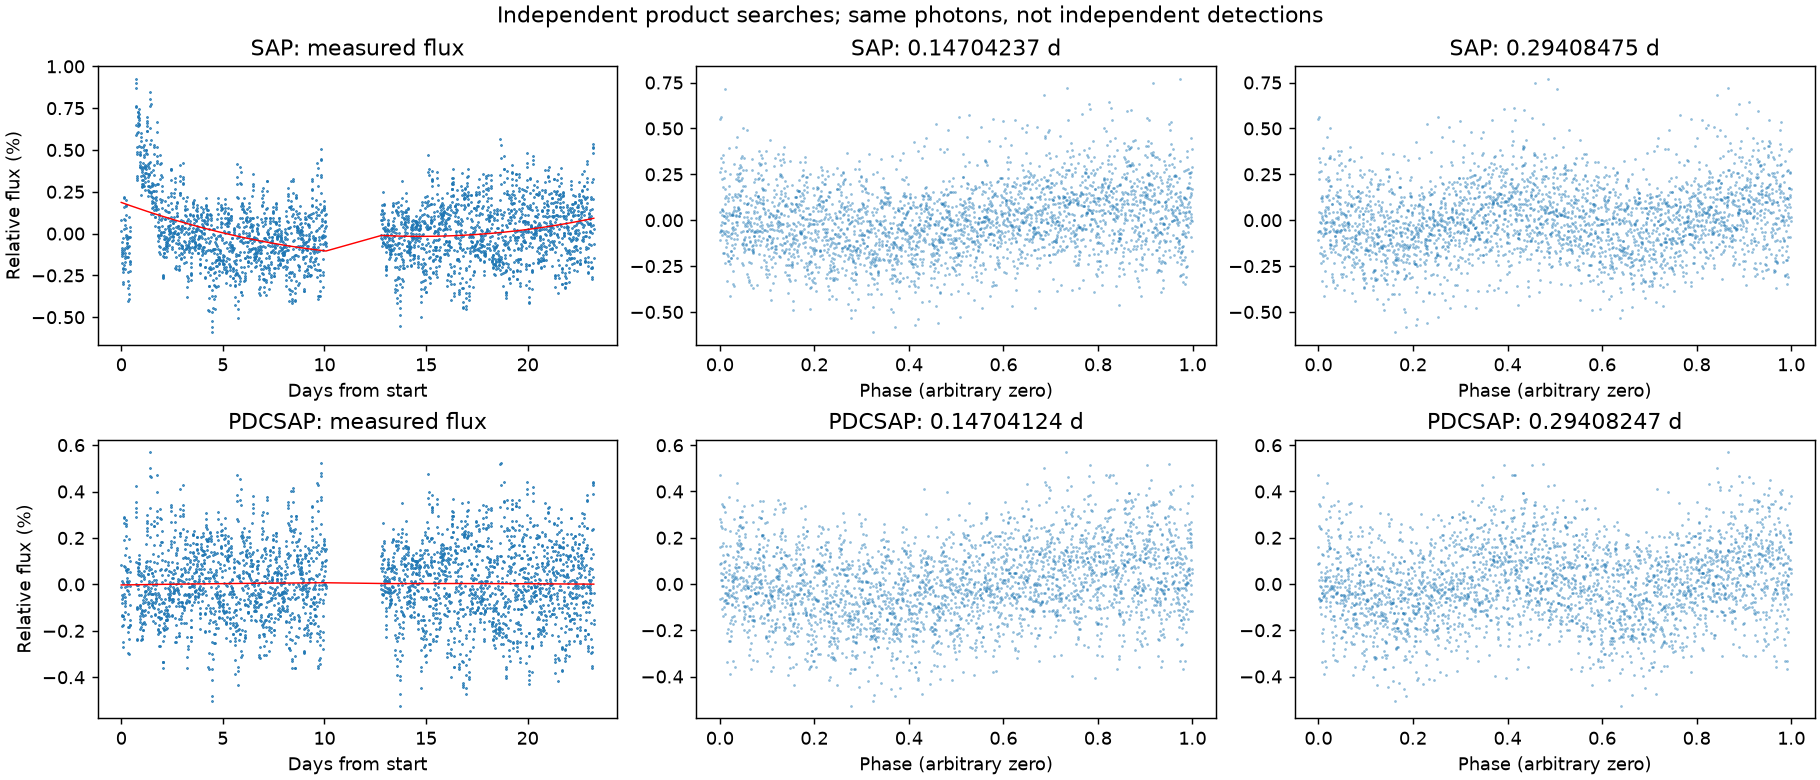 Independent product searches; same photons, not independent detections
SAP: measured flux
SAP: 0.14704237 d
SAP: 0.29408475 d
Relative flux (%)
1.00
0.75
0.50
0.25
0.00
−0.25
−0.50
0.75
0.50
0.25
0.00
−0.25
−0.50
0.75
0.50
0.25
0.00
−0.25
−0.50
0 5 10 15 20
0.0 0.2 0.4 0.6 0.8 1.0
0.0 0.2 0.4 0.6 0.8 1.0
Days from start
Phase (arbitrary zero)
Phase (arbitrary zero)
PDCSAP: measured flux
PDCSAP: 0.14704124 d
PDCSAP: 0.29408247 d
Relative flux (%)
0.6
0.4
0.2
0.0
−0.2
−0.4
0.6
0.4
0.2
0.0
−0.2
−0.4
0.6
0.4
0.2
0.0
−0.2
−0.4
0 5 10 15 20
0.0 0.2 0.4 0.6 0.8 1.0
0.0 0.2 0.4 0.6 0.8 1.0
Days from start
Phase (arbitrary zero)
Phase (arbitrary zero)